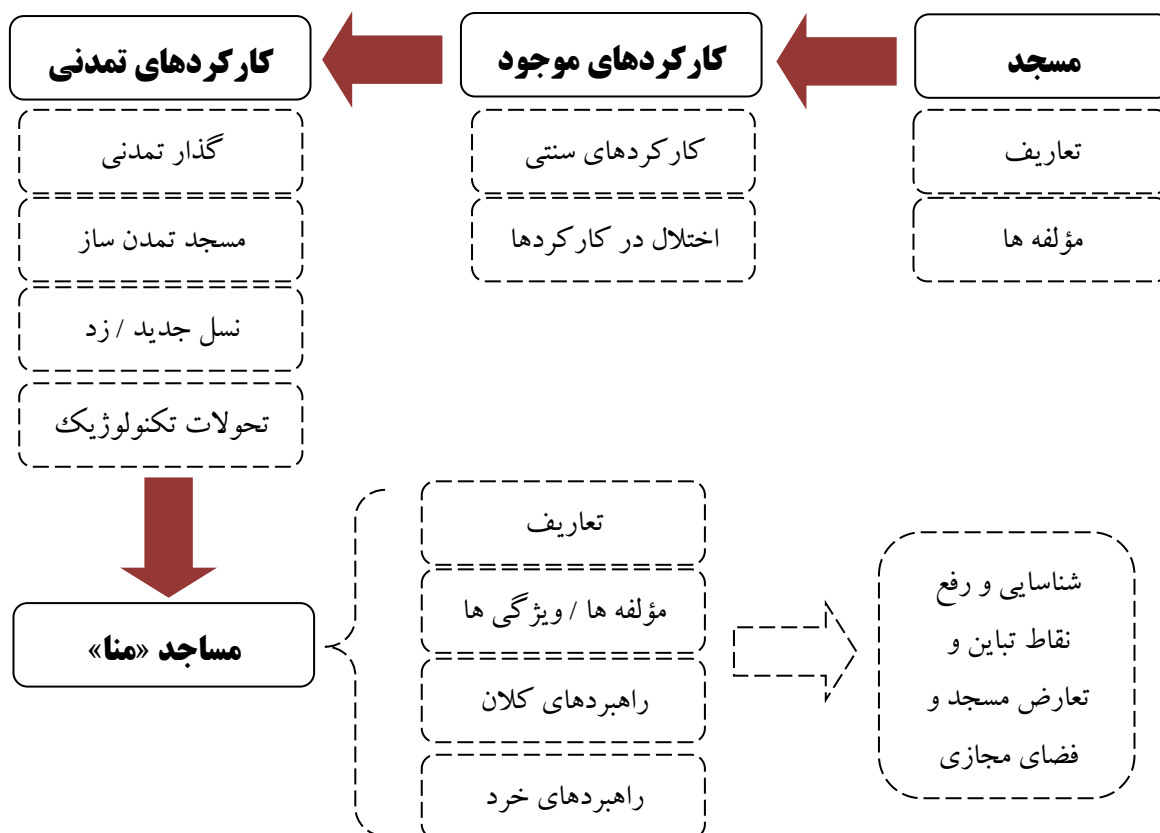 مسجد
تعاریف
مؤلفه ها
کارکردهای موجود
کارکردهای سنتی
اختلال در کارکردها
کارکردهای تمدنی
گذار تمدنی
مسجد تمدن ساز
نسل جدید / زد
تحولات تکنولوژیک
مساجد «منا»
تعاریف
مؤلفه ها / ویژگی ها
راهبردهای کلان
راهبردهای خرد
شناسایی و رفع
نقاط تباین و
تعارض مسجد و
فضای مجازی